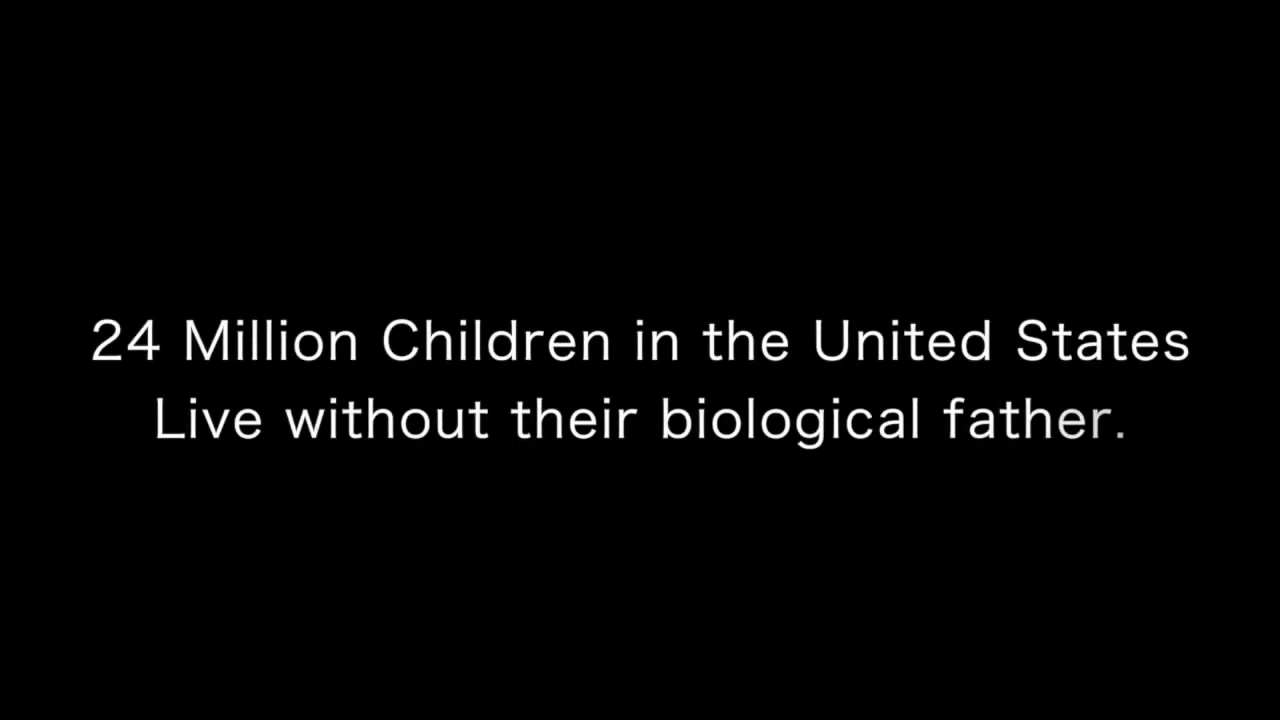 24 Million Children in the United States
Live without their biological father.